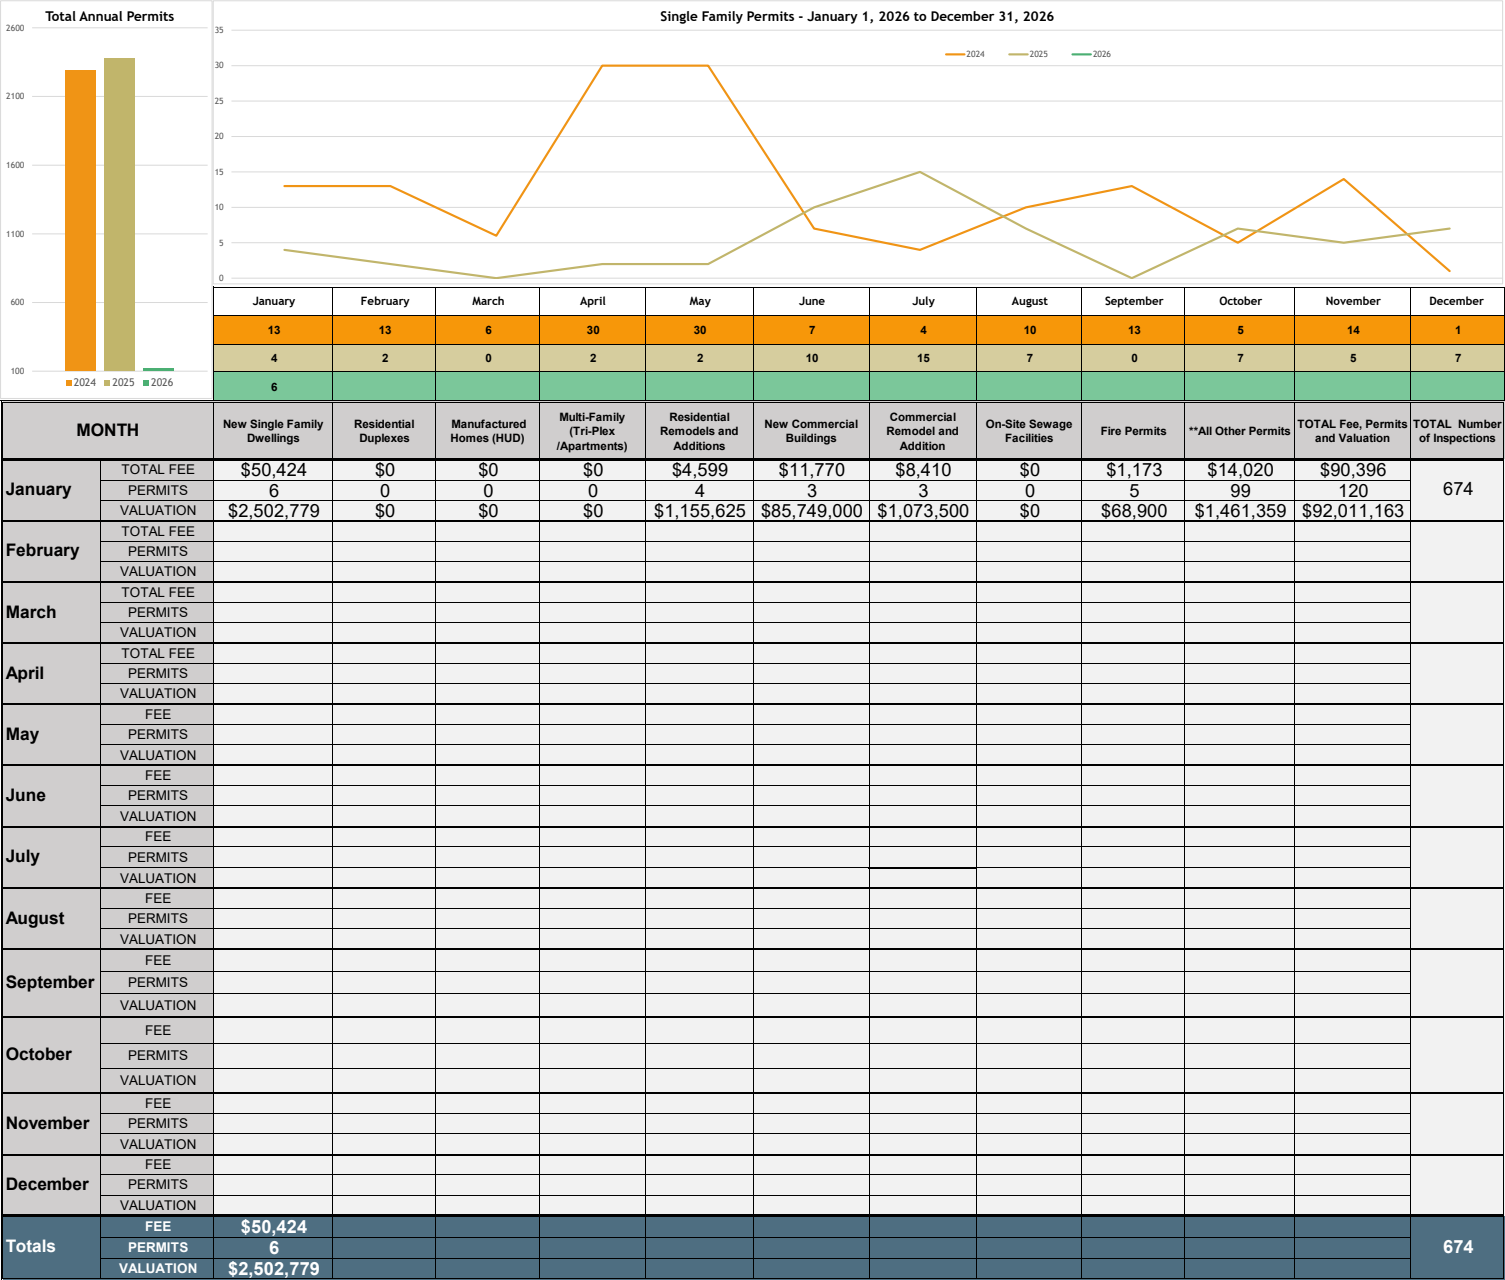 Total Annual Permits
2600
2100
1600
1100
600
100
2024 2025 2026
Single Family Permits - January 1, 2026 to December 31, 2026
2024 2025 2026
35
30
25
20
15
10
5
0
January February March April May June July August September October November December
13 13 6 30 30 7 4 10 13 5 14 1
4 2 0 2 2 10 15 7 0 7 5 7
6
MONTH
New Single Family
Dwellings
Residential
Duplexes
Manufactured
Homes (HUD)
Multi-Family
(Tri-Plex
/Apartments)
Residential
Remodels and
Additions
New Commercial
Buildings
Commercial
Remodel and
Addition
On-Site Sewage
Facilities
Fire Permits
**All Other Permits
TOTAL Fee, Permits
and Valuation
TOTAL Number
of Inspections
January
TOTAL FEE $50,424 $0 $0 $0 $4,599 $11,770 $8,410 $0 $1,173 $14,020 $90,396
PERMITS 6 0 0 0 4 3 3 0 5 99 120
VALUATION $2,502,779 $0 $0 $0 $1,155,625 $85,749,000 $1,073,500 $0 $68,900 $1,461,359 $92,011,163
674
February
TOTAL FEE
PERMITS
VALUATION
March
TOTAL FEE
PERMITS
VALUATION
April
TOTAL FEE
PERMITS
VALUATION
May
FEE
PERMITS
VALUATION
June
FEE
PERMITS
VALUATION
July
FEE
PERMITS
VALUATION
August
FEE
PERMITS
VALUATION
September
FEE
PERMITS
VALUATION
October
FEE
PERMITS
VALUATION
November
FEE
PERMITS
VALUATION
December
FEE
PERMITS
VALUATION
Totals
FEE $50,424
PERMITS 6
VALUATION $2,502,779
674